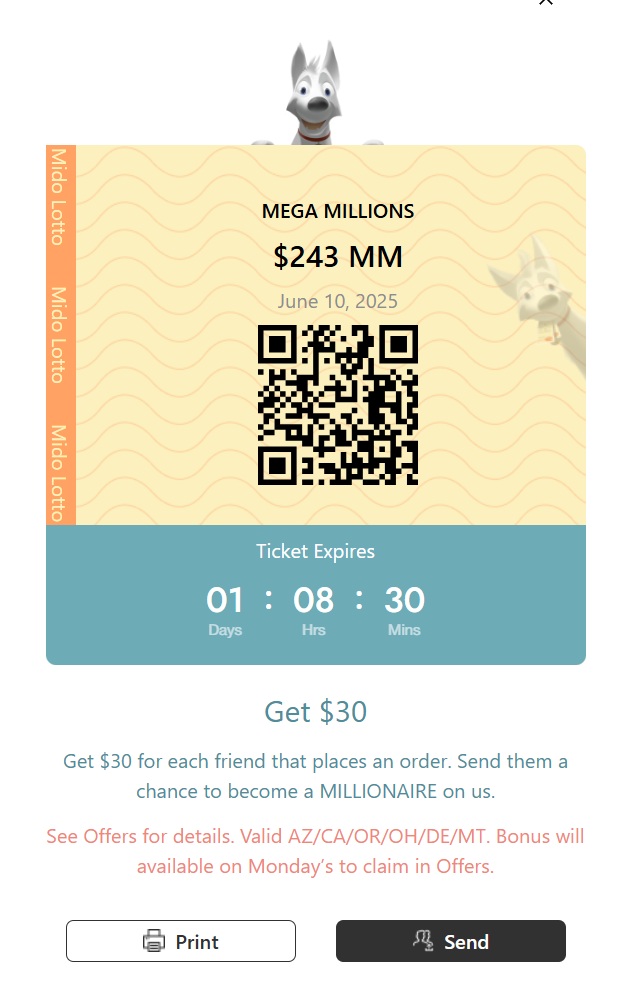 Mido Lotto
Mido Lotto
Mido Lotto
MEGA MILLIONS
$243 MM
June 10, 2025
Ticket Expires
01 : 08 : 30
Days Hrs Mins
Get $30
Get $30 for each friend that places an order. Send them a
chance to become a MILLIONAIRE on us.
See Offers for details. Valid AZ/CA/OR/OH/DE/MT. Bonus will
available on Monday's to claim in Offers.
Print
Send